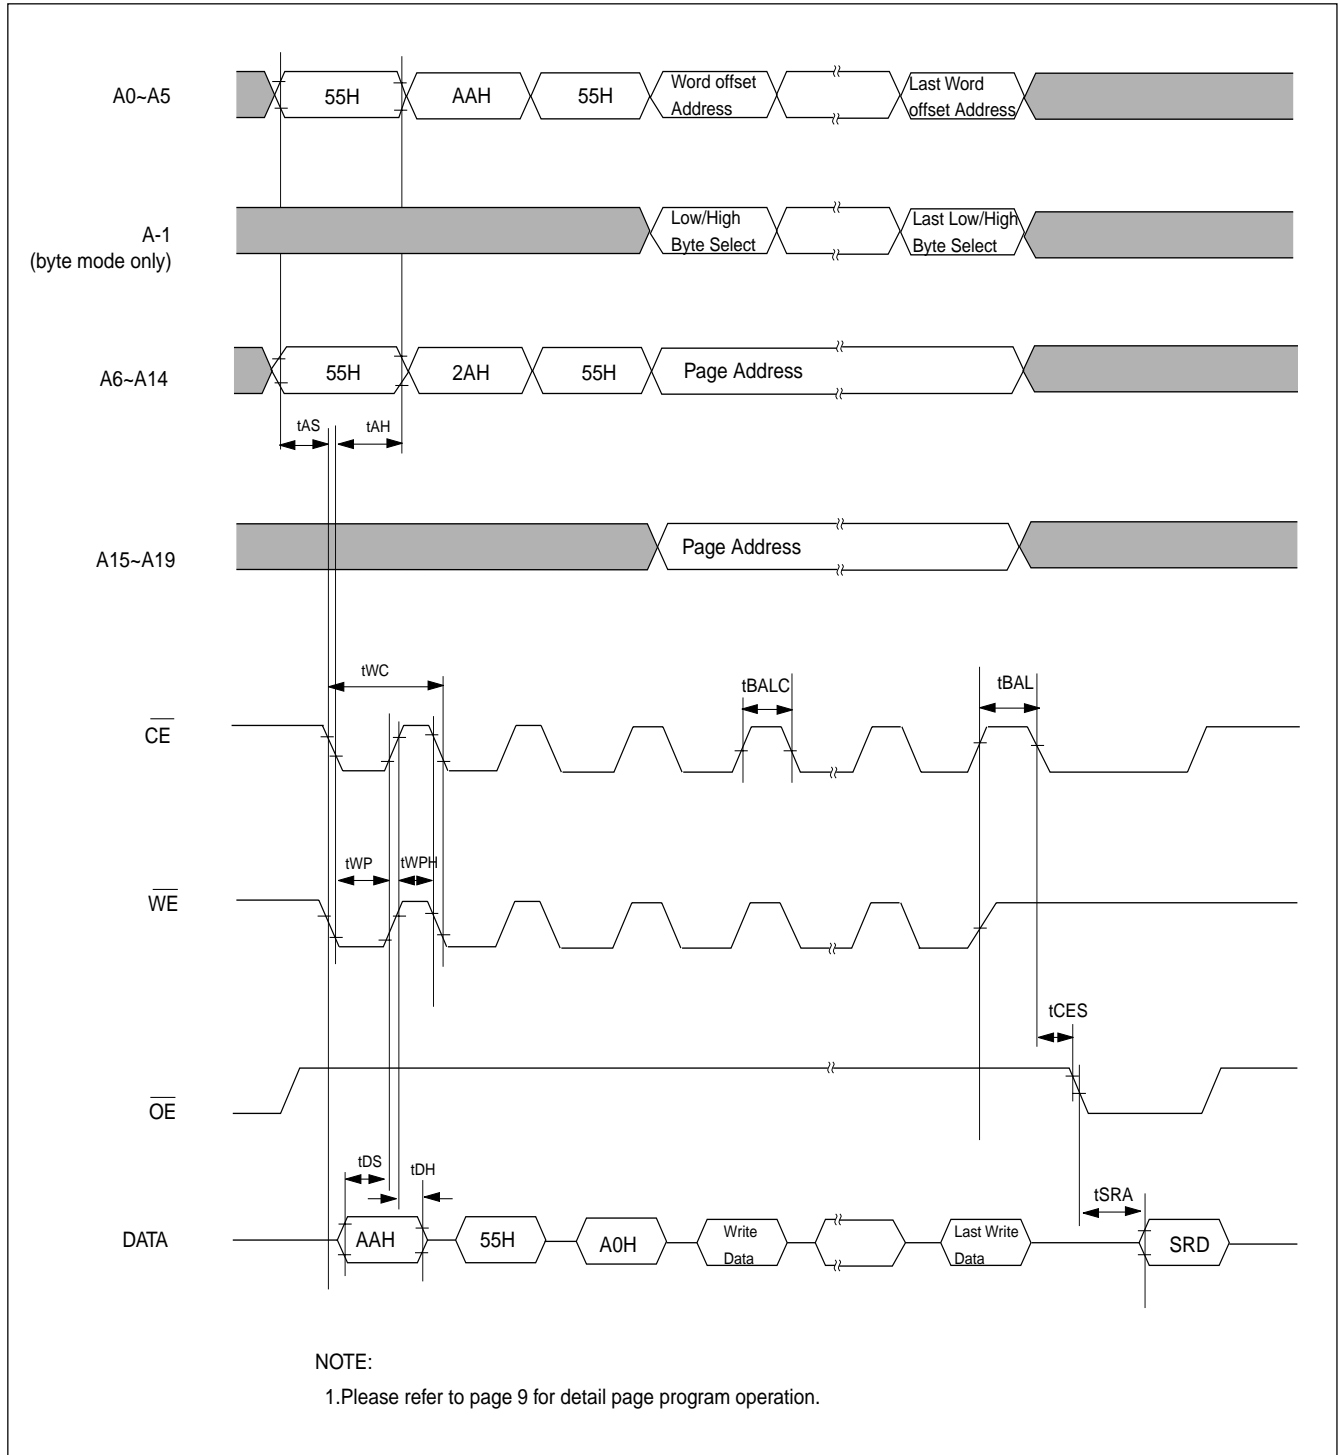 A0~A5
55H
AAH
55H
Word offset
Address
Last Word
offset Address
A-1
(byte mode only)
Low/High
Byte Select
Last Low/High
Byte Select
A6~A14
55H
2AH
55H
Page Address
tAS
tAH
A15~A19
Page Address
tWC
tBALC
tBAL
CE
tWP
tWPH
WE
tCES
OE
tDS
tDH
tSRA
DATA
AAH
55H
A0H
Write
Data
Last Write
Data
SRD
NOTE:
1.Please refer to page 9 for detail page program operation.